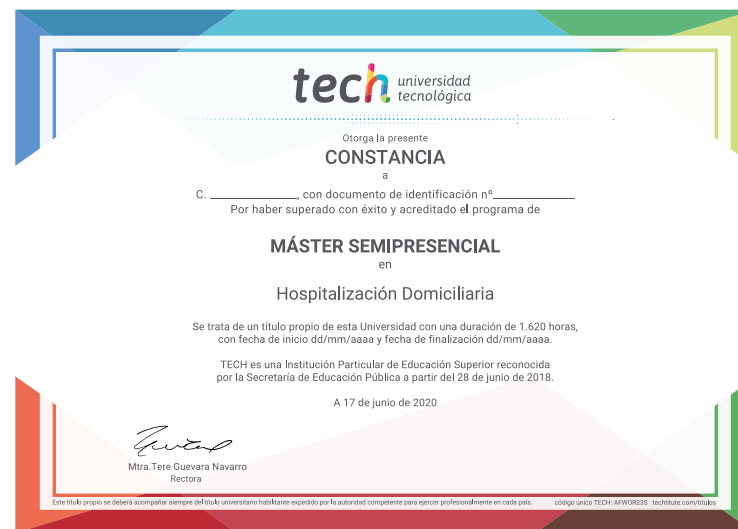 tech universidad
tecnológica
Otorga la presente
CONSTANCIA
a
C. ______________, con documento de identificación nº_____________
Por haber superado con éxito y acreditado el programa de
MÁSTER SEMIPRESENCIAL
en
Hospitalización Domiciliaria
Se trata de un título propio de esta Universidad con una duración de 1.620 horas,
con fecha de inicio dd/mm/aaaa y fecha de finalización dd/mm/aaaa.
TECH es una Institución Particular de Educación Superior reconocida
por la Secretaría de Educación Pública a partir del 28 de junio de 2018.
A 17 de junio de 2020
Mtra.Tere Guevara Navarro
Rectora
Este título propio se deberá acompañar siempre del título universitario habilitante expedido por la autoridad competente para ejercer profesionalmente en cada país. código único TECH: AFWOR23S techtitute.com/títulos